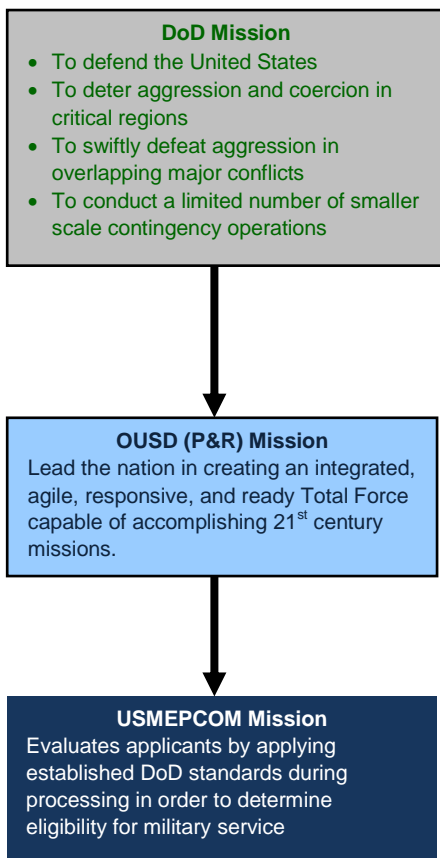 DoD Mission
• To defend the United States
• To deter aggression and coercion in
critical regions
• To swiftly defeat aggression in
overlapping major conflicts
• To conduct a limited number of smaller
scale contingency operations
OUSD (P&R) Mission
Lead the nation in creating an integrated,
agile, responsive, and ready Total Force
capable of accomplishing 21st century
missions.
USMEPCOM Mission
Evaluates applicants by applying
established DoD standards during
processing in order to determine
eligibility for military service